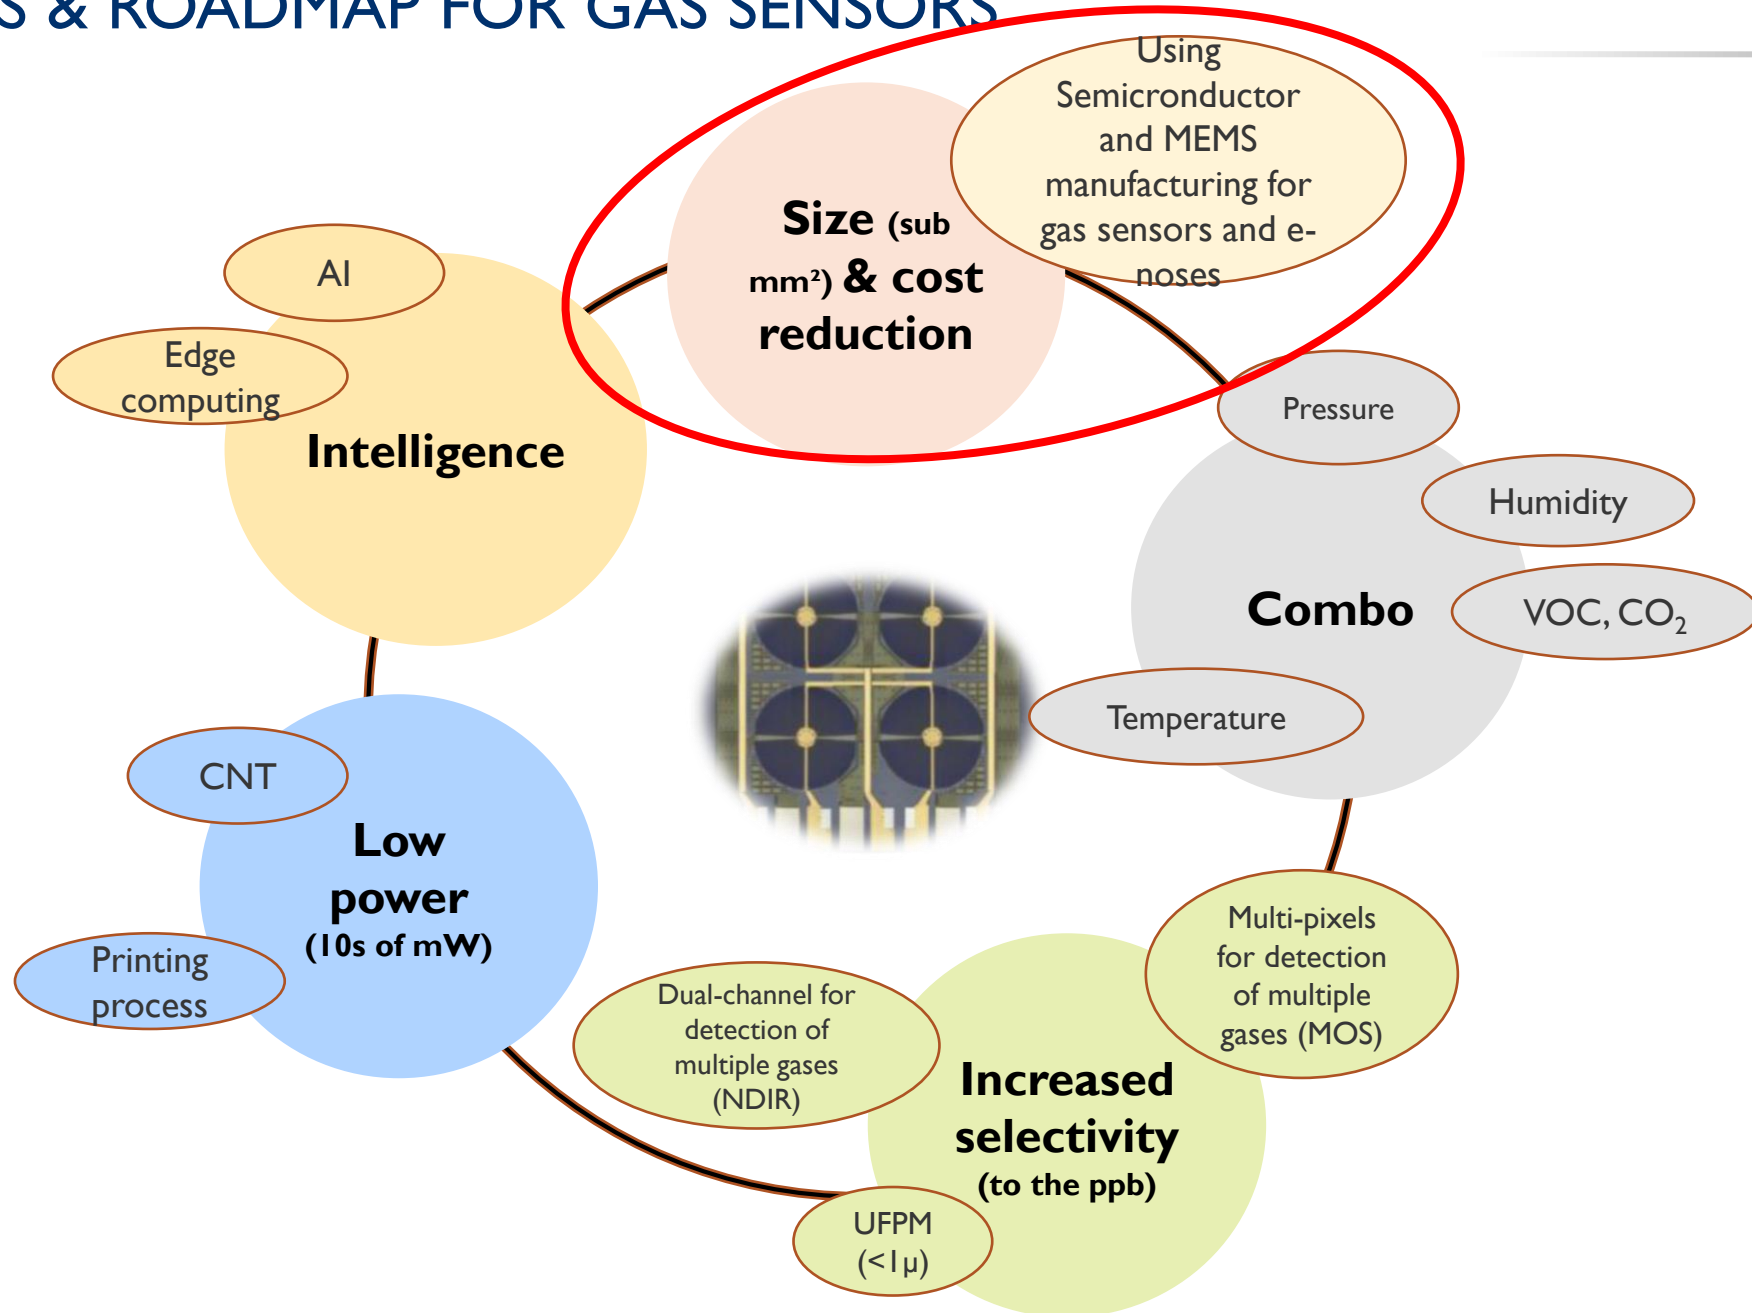 S & ROADMAP FOR GAS SENSORS
Using
Semicronductor
and MEMS
manufacturing for
gas sensors and e-
noses
Size (sub
mm²) & cost
reduction
AI
Edge
computing
Intelligence
Pressure
Humidity
VOC, CO₂
Combo
Temperature
CNT
Low
power
(10s of mW)
Printing
process
Multi-pixels
for detection
of multiple
gases (MOS)
Dual-channel for
detection of
multiple gases
(NDIR)
Increased
selectivity
(to the ppb)
UFPM
(<1µ)